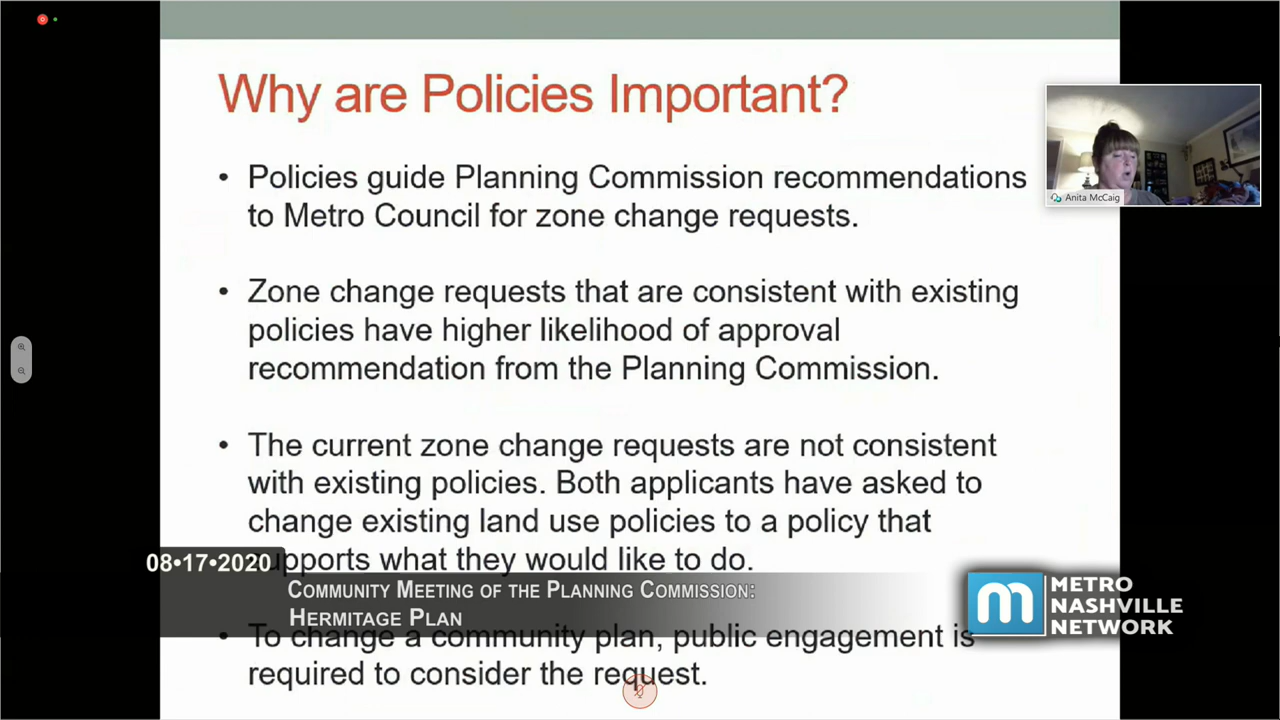 Why are Policies Important?
• Policies guide Planning Commission recommendations
to Metro Council for zone change requests.
• Zone change requests that are consistent with existing
policies have higher likelihood of approval
recommendation from the Planning Commission.
• The current zone change requests are not consistent
with existing policies. Both applicants have asked to
change existing land use policies to a policy that
supports what they would like to do.
• To change a community plan, public engagement is
required to consider the request.
Anita McCaig
08•17•2020
COMMUNITY MEETING OF THE PLANNING COMMISSION:
HERMITAGE PLAN
m METRO
NASHVILLE
NETWORK